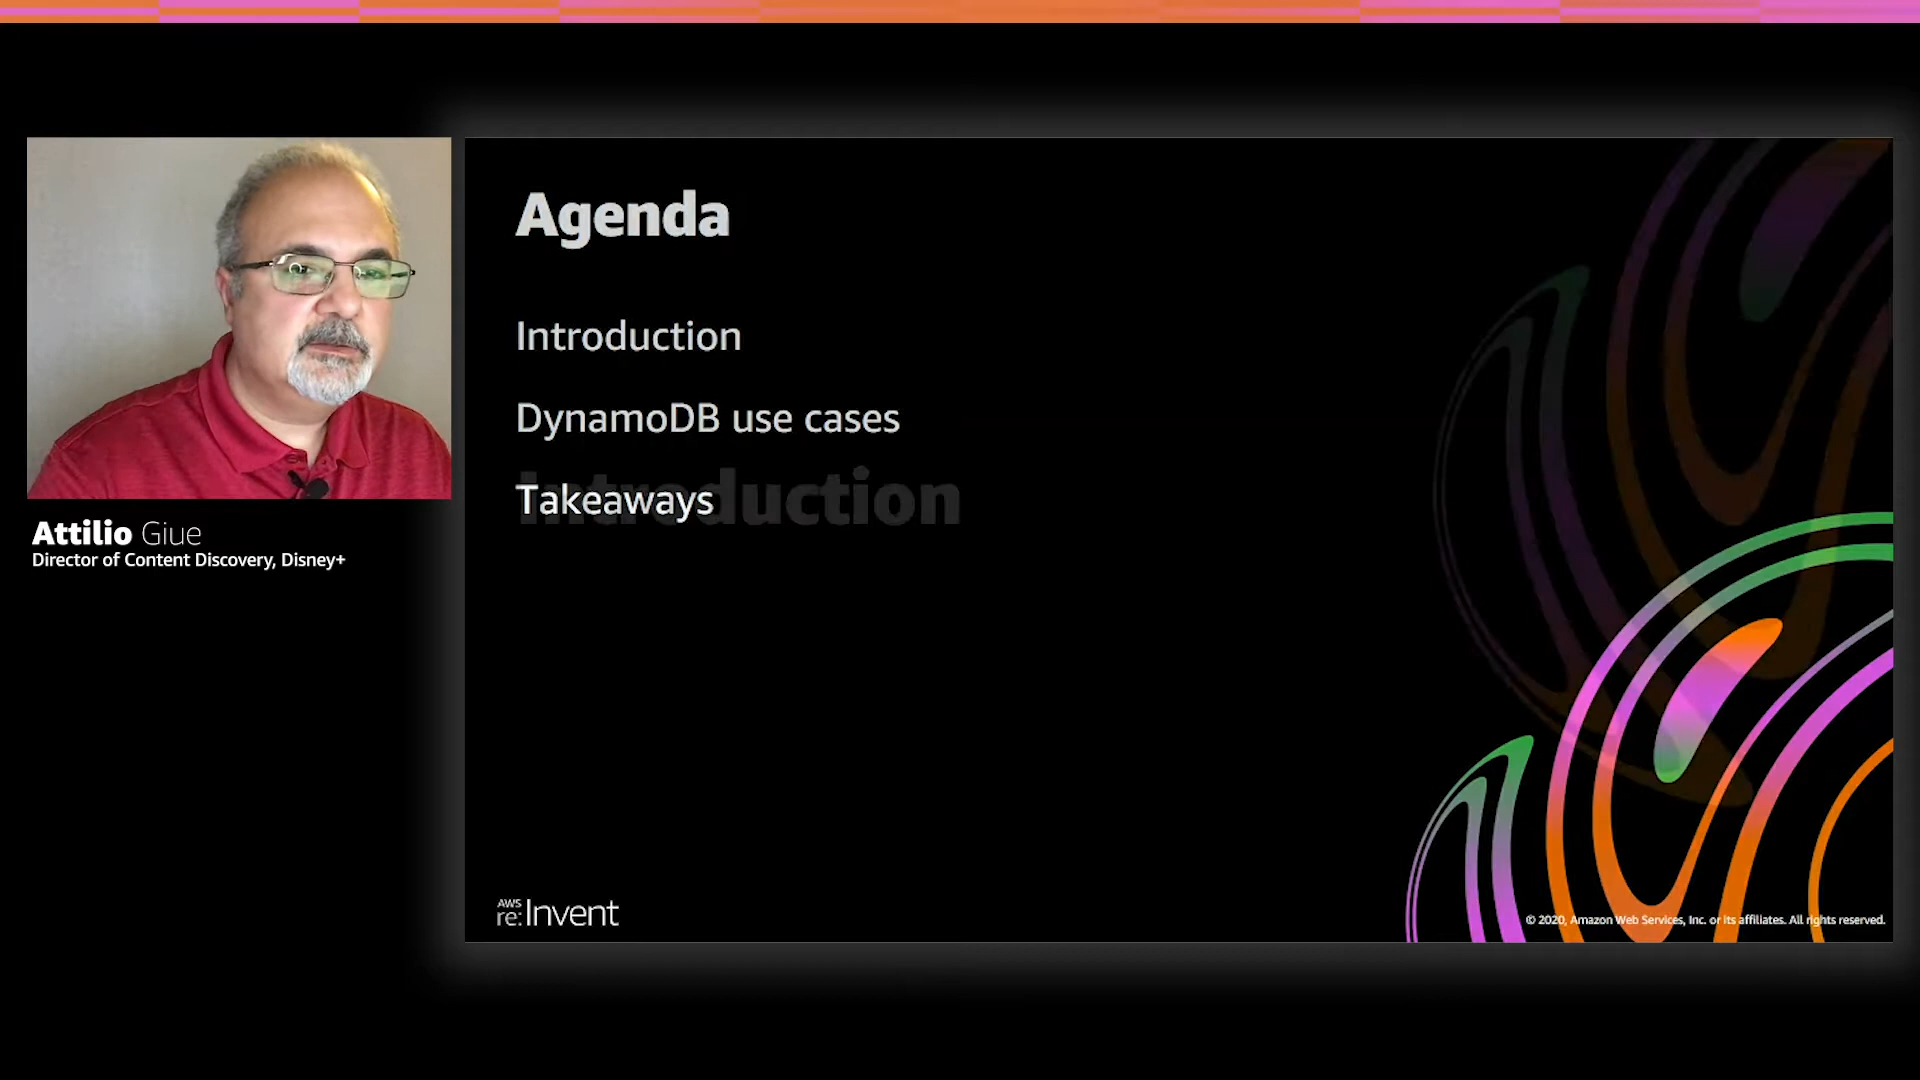 Agenda
Introduction
DynamoDB use cases
Introduction
Takeaways
Attilio Giue
Director of Content Discovery, Disney+
AWS
re:Invent
© 2020, Amazon Web Services, Inc. or its affiliates. All rights reserved.